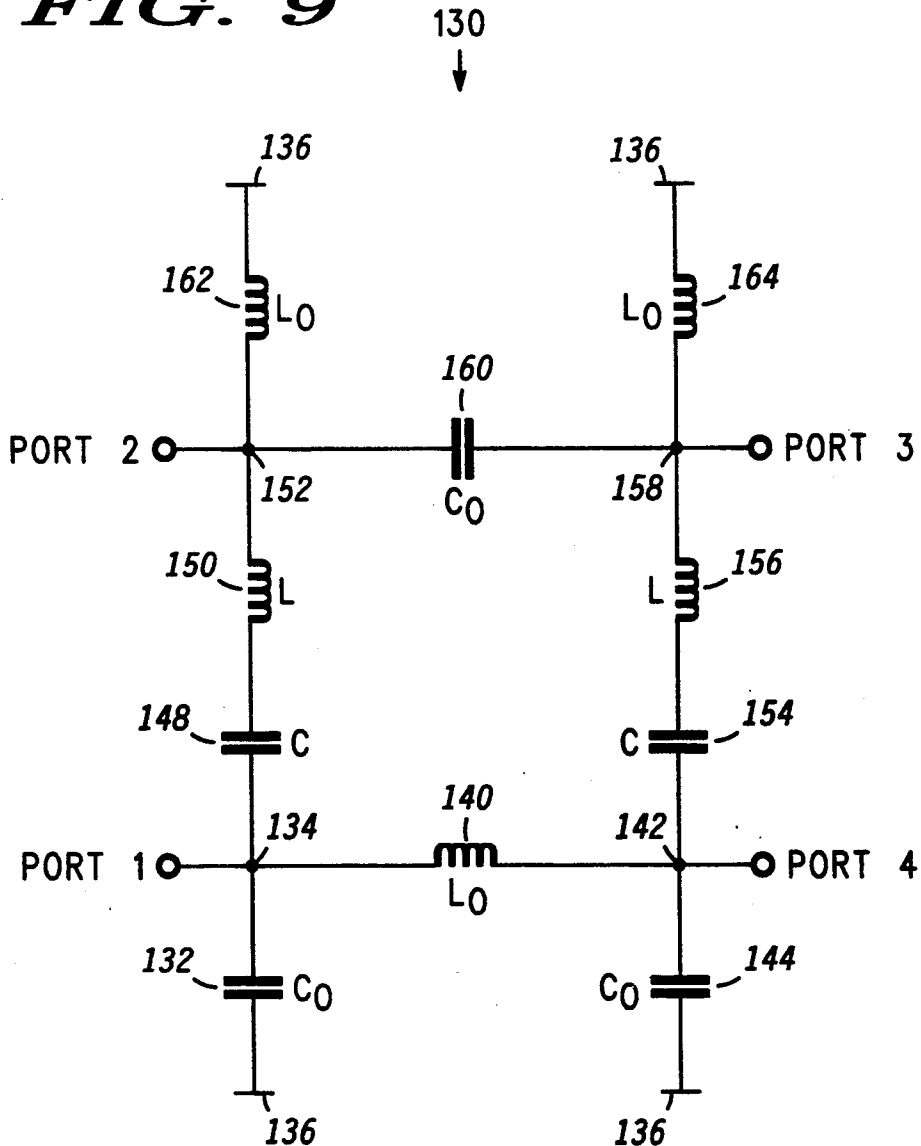 FIG. 9
130
136 136
162 L0 L0 164
160
PORT 2 PORT 3
152 C0 158
150 L L 156
148 C C 154
140
134 142
PORT 1 PORT 4
L0
132 C0 C0 144
136 136